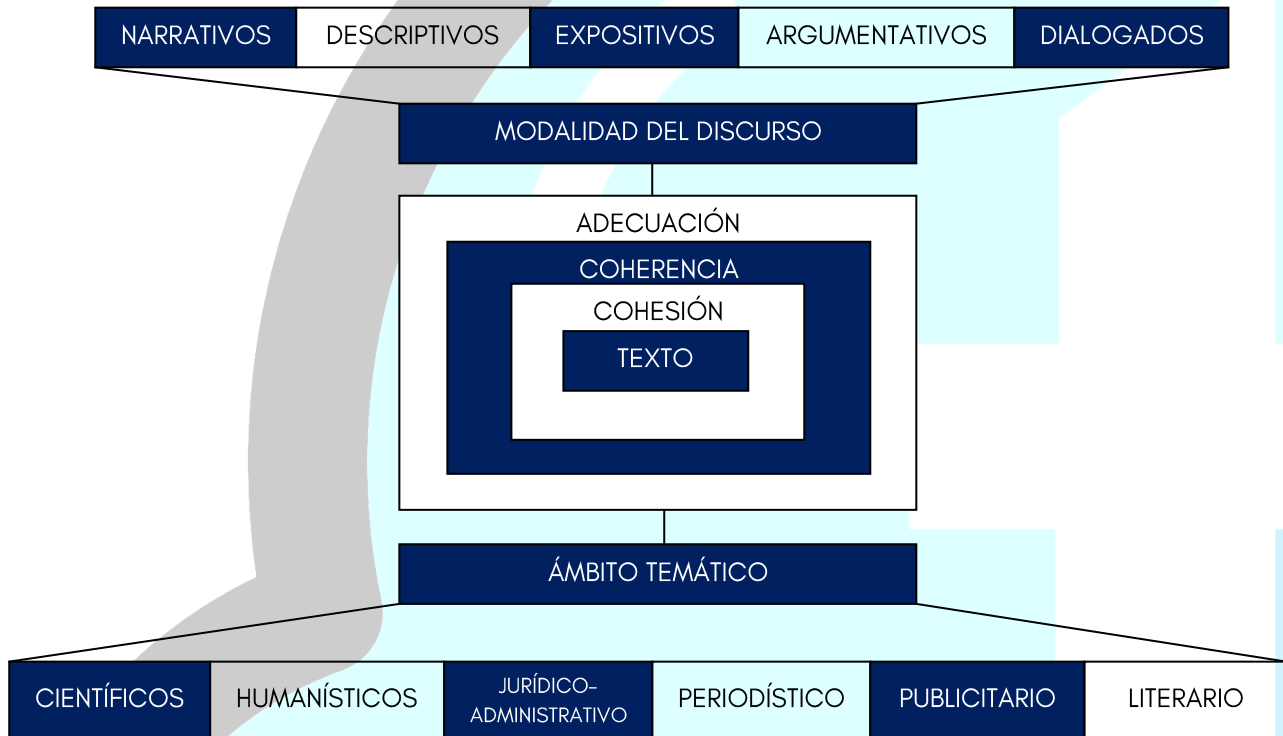 NARRATIVOS DESCRIPTIVOS EXPOSITIVOS ARGUMENTATIVOS DIALOGADOS
MODALIDAD DEL DISCURSO
ADECUACIÓN
COHERENCIA
COHESIÓN
TEXTO
ÁMBITO TEMÁTICO
CIENTÍFICOS HUMANÍSTICOS JURÍDICO-
ADMINISTRATIVO PERIODÍSTICO PUBLICITARIO LITERARIO